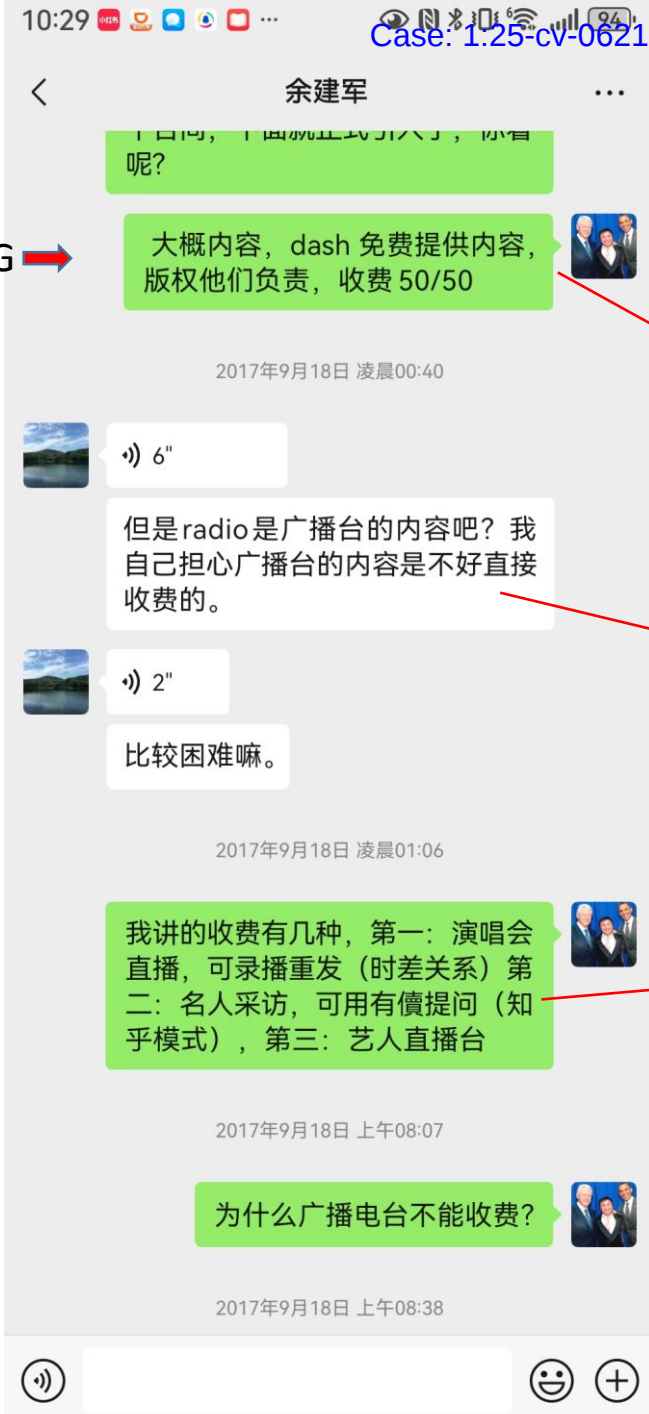 10:29
94
Case: 1:25-cv-0621
余建军
呢?
G
大概内容，dash 免费提供内容，
版权他们负责，收费 50/50
2017年9月18日 凌晨00:40
6"
但是radio是广播台的内容吧？我
自己担心广播台的内容是不好直接
收费的。
2"
比较困难嘛。
2017年9月18日 凌晨01:06
我讲的收费有几种，第一：演唱会
直播，可录播重发（时差关系）第
二：名人采访，可用有償提问（知
乎模式），第三：艺人直播台
2017年9月18日 上午08:07
为什么广播电台不能收费？
2017年9月18日 上午08:38